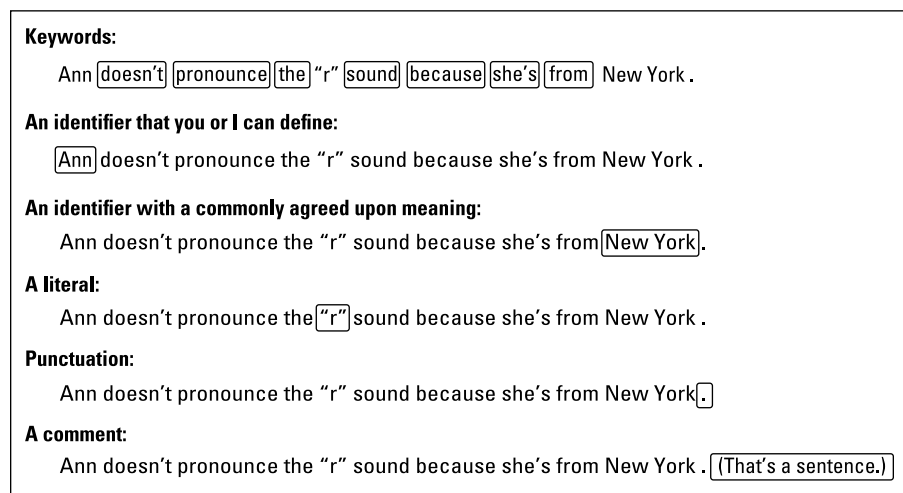 Keywords:
Ann doesn't pronounce the “r” sound because she's from New York.
An identifier that you or I can define:
Ann doesn't pronounce the “r” sound because she's from New York.
An identifier with a commonly agreed upon meaning:
Ann doesn't pronounce the “r” sound because she's from New York.
A literal:
Ann doesn't pronounce the “r” sound because she's from New York.
Punctuation:
Ann doesn't pronounce the “r” sound because she's from New York.
A comment:
Ann doesn't pronounce the “r” sound because she's from New York. (That's a sentence.)